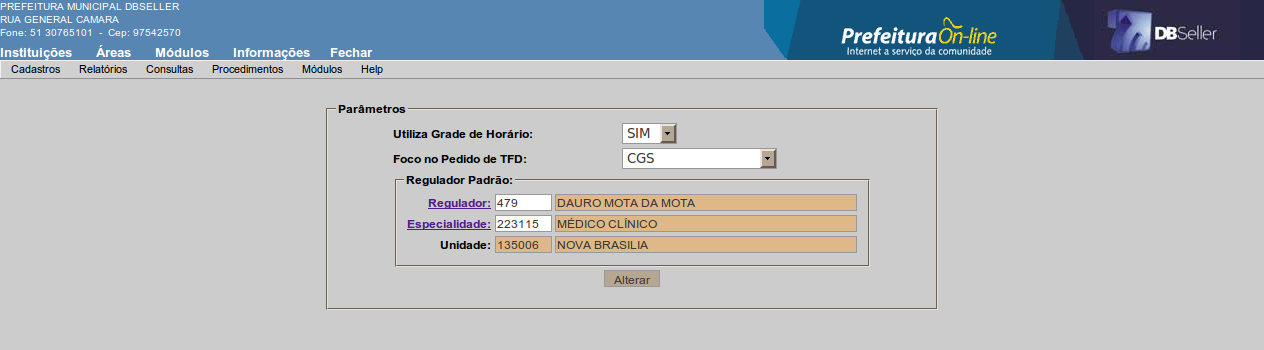 PREFEITURA MUNICIPAL DBSELLER
RUA GENERAL CAMARA
Fone: 51 30765101 - Cep: 97542570
Prefeitura On-line
Internet a serviço da comunidade
DBSeller
Instituições Áreas Módulos Informações Fechar
Cadastros Relatórios Consultas Procedimentos Módulos Help
Parâmetros
Utiliza Grade de Horário: SIM
Foco no Pedido de TFD: CGS
Regulador Padrão:
Regulador: 479 DAURO MOTA DA MOTA
Especialidade: 223115 MÉDICO CLÍNICO
Unidade: 135006 NOVA BRASILIA
Alterar